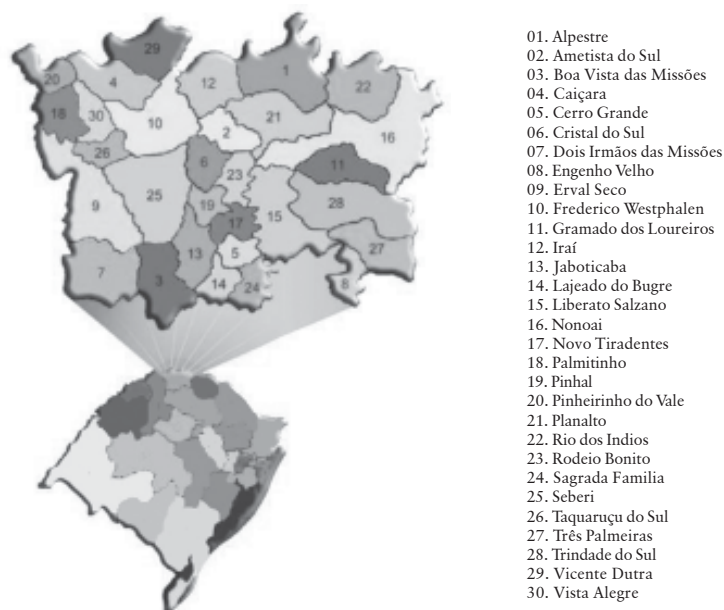 29
20
4
12
1
22
18
30
10
2
21
16
26
6
23
11
25
9
19
28
17
15
13
5
27
7
3
14
24
8
01. Alpestre
02. Ametista do Sul
03. Boa Vista das Missões
04. Caiçara
05. Cerro Grande
06. Cristal do Sul
07. Dois Irmãos das Missões
08. Engenho Velho
09. Erval Seco
10. Frederico Westphalen
11. Gramado dos Loureiros
12. Iraí
13. Jaboticaba
14. Lajeado do Bugre
15. Liberato Salzano
16. Nonoai
17. Novo Tiradentes
18. Palmitinho
19. Pinhal
20. Pinheirinho do Vale
21. Planalto
22. Rio dos Indios
23. Rodeio Bonito
24. Sagrada Familia
25. Seberi
26. Taquaruçu do Sul
27. Três Palmeiras
28. Trindade do Sul
29. Vicente Dutra
30. Vista Alegre